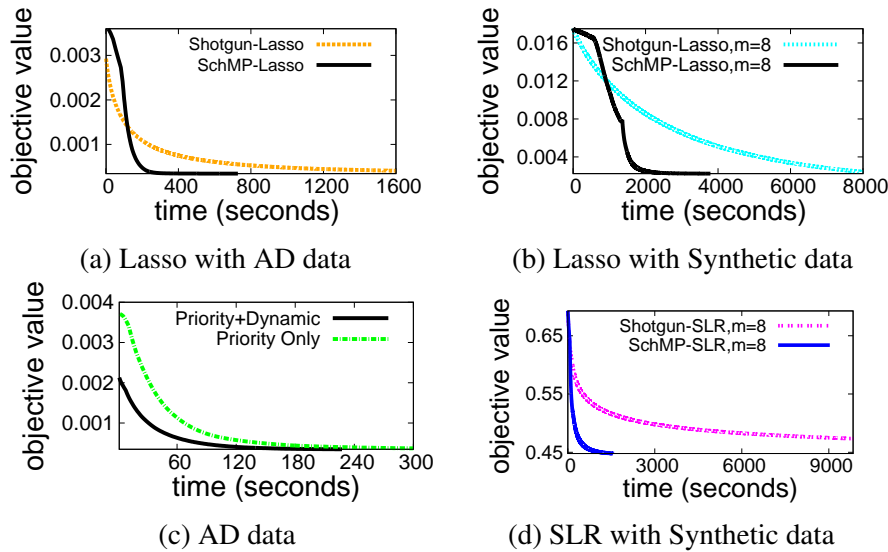 objective value
0.003
0.002
0.001
Shotgun-Lasso
SchMP-Lasso
0 400 800 1200 1600
time (seconds)
(a) Lasso with AD data
objective value
0.016
0.012
0.008
0.004
Shotgun-Lasso,m=8
SchMP-Lasso,m=8
0 2000 4000 6000 8000
time (seconds)
(b) Lasso with Synthetic data
objective value
0.004
0.003
0.002
0.001
Priority+Dynamic
Priority Only
60 120 180 240 300
time (seconds)
(c) AD data
objective value
0.65
0.55
0.45
Shotgun-SLR,m=8
SchMP-SLR,m=8
0 3000 6000 9000
time (seconds)
(d) SLR with Synthetic data